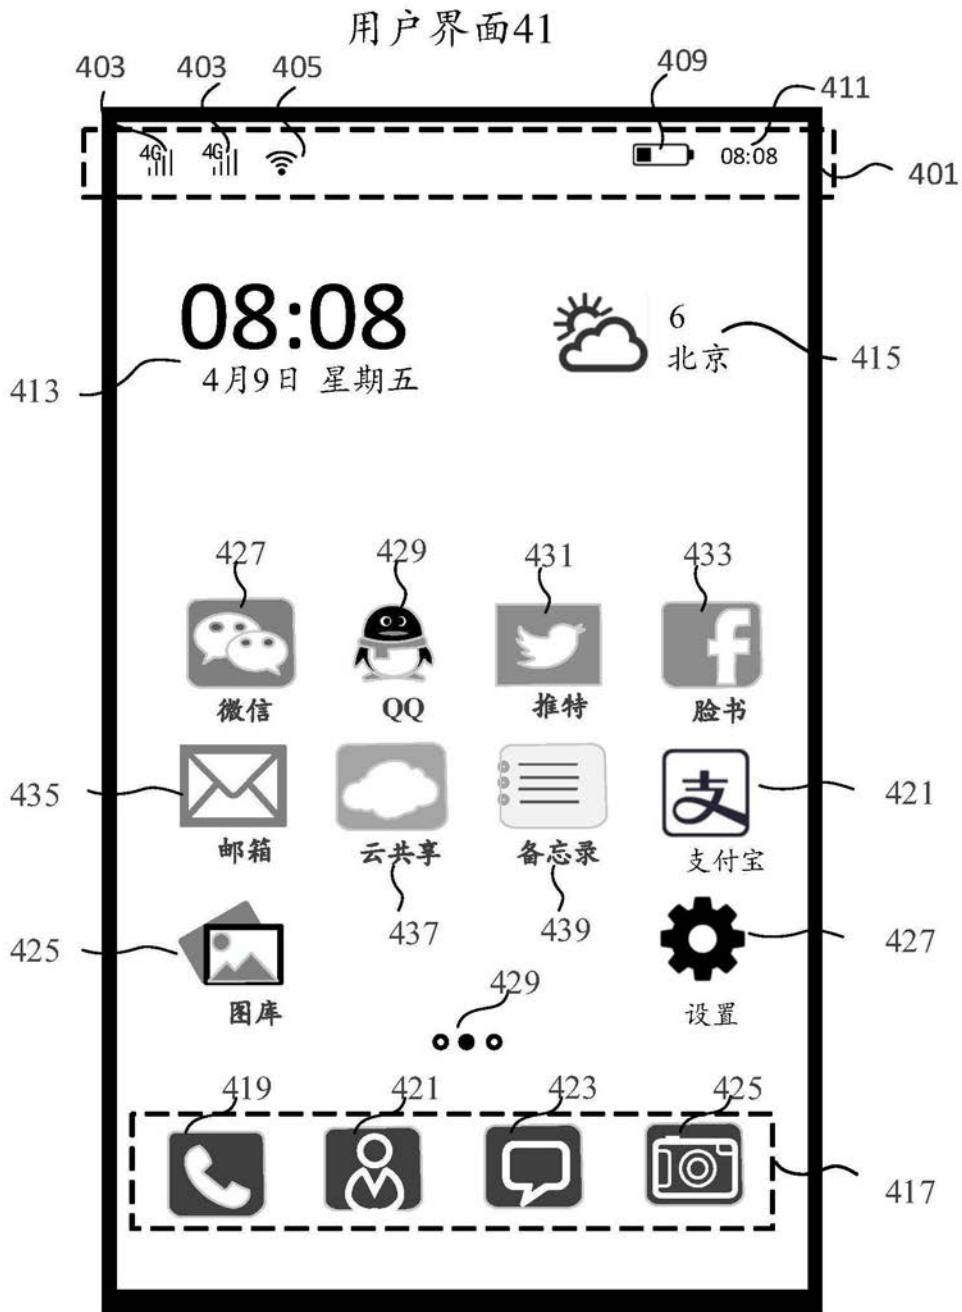 用户界面41
403 403 405 409 411
4G 4G 08:08
401
08:08
6
北京
415
413
4月9日 星期五
427 429 431 433
微信 QQ 推特 脸书
435 支 421
邮箱 云共享 备忘录 支付宝
437 439
425 427
图库 设置
429
419 421 423 425
417